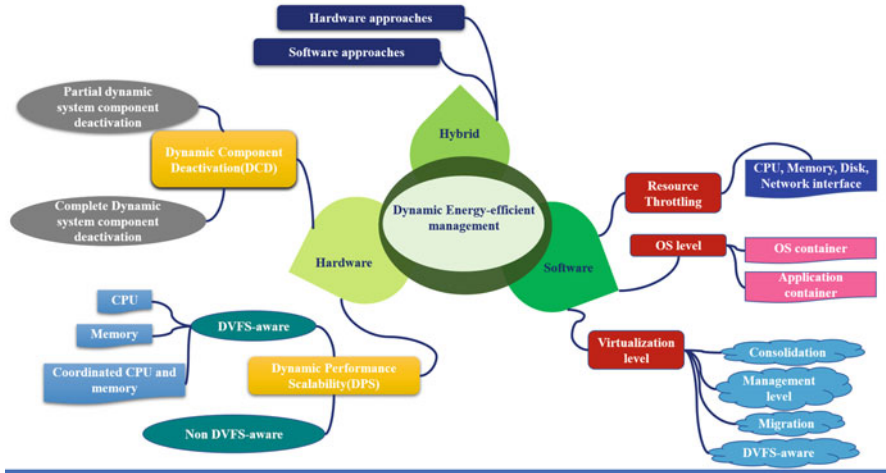 Hardware approaches
Software approaches
Hybrid
Dynamic Energy-efficient
management
Partial dynamic
system component
deactivation
Dynamic Component
Deactivation(DCD)
Complete Dynamic
system component
deactivation
Hardware
CPU
Memory
Coordinated CPU and
memory
DVFS-aware
Dynamic Performance
Scalability(DPS)
Non DVFS-aware
Software
Resource
Throttling
CPU, Memory, Disk,
Network interface
OS level
OS container
Application
container
Virtualization
level
Consolidation
Management
level
Migration
DVFS-aware